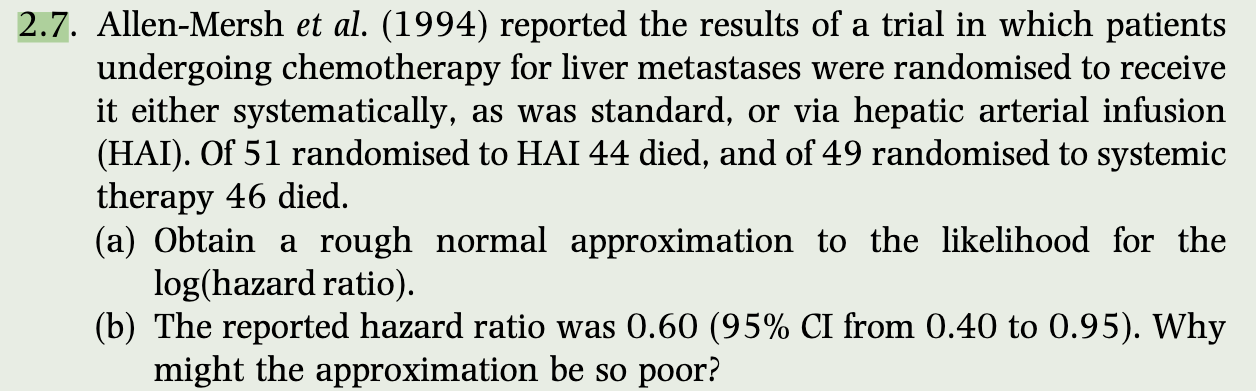 2.7. Allen-Mersh et al. (1994) reported the results of a trial in which patients
undergoing chemotherapy for liver metastases were randomised to receive
it either systematically, as was standard, or via hepatic arterial infusion
(HAI). Of 51 randomised to HAI 44 died, and of 49 randomised to systemic
therapy 46 died.
(a) Obtain a rough normal approximation to the likelihood for the
log(hazard ratio).
(b) The reported hazard ratio was 0.60 (95% CI from 0.40 to 0.95). Why
might the approximation be so poor?